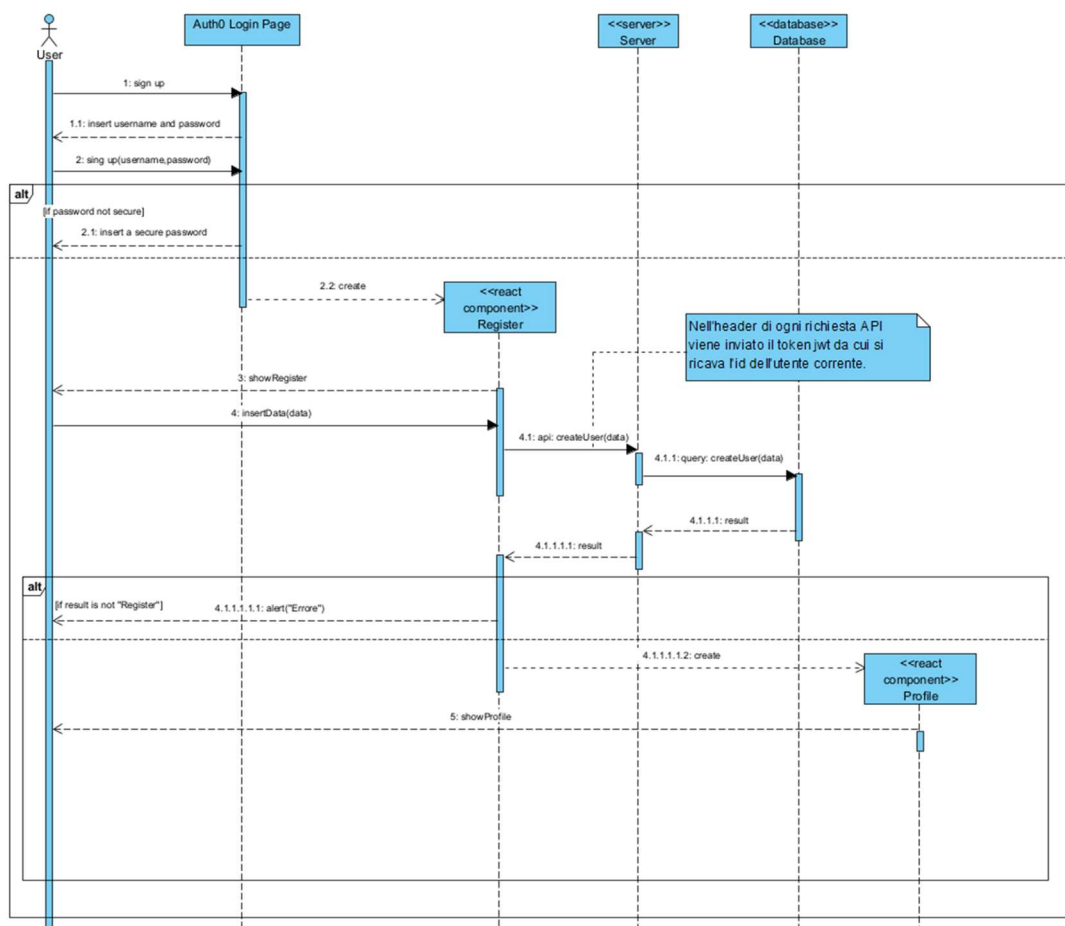 User
Auth0 Login Page
<<server>>
Server
<<database>>
Database
1: sign up
1.1: insert username and password
2: sing up(username,password)
alt
[if password not secure]
2.1: insert a secure password
2.2: create
<<react
component>>
Register
Nell'header di ogni richiesta API
viene inviato il token jwt da cui si
ricava l'id dell'utente corrente.
3: showRegister
4: insertData(data)
4.1: api: createUser(data)
4.1.1: query: createUser(data)
4.1.1.1: result
4.1.1.1.1: result
alt
[if result is not "Register"]
4.1.1.1.1.1: alert("Errore")
4.1.1.1.1.2: create
<<react
component>>
Profile
5: showProfile